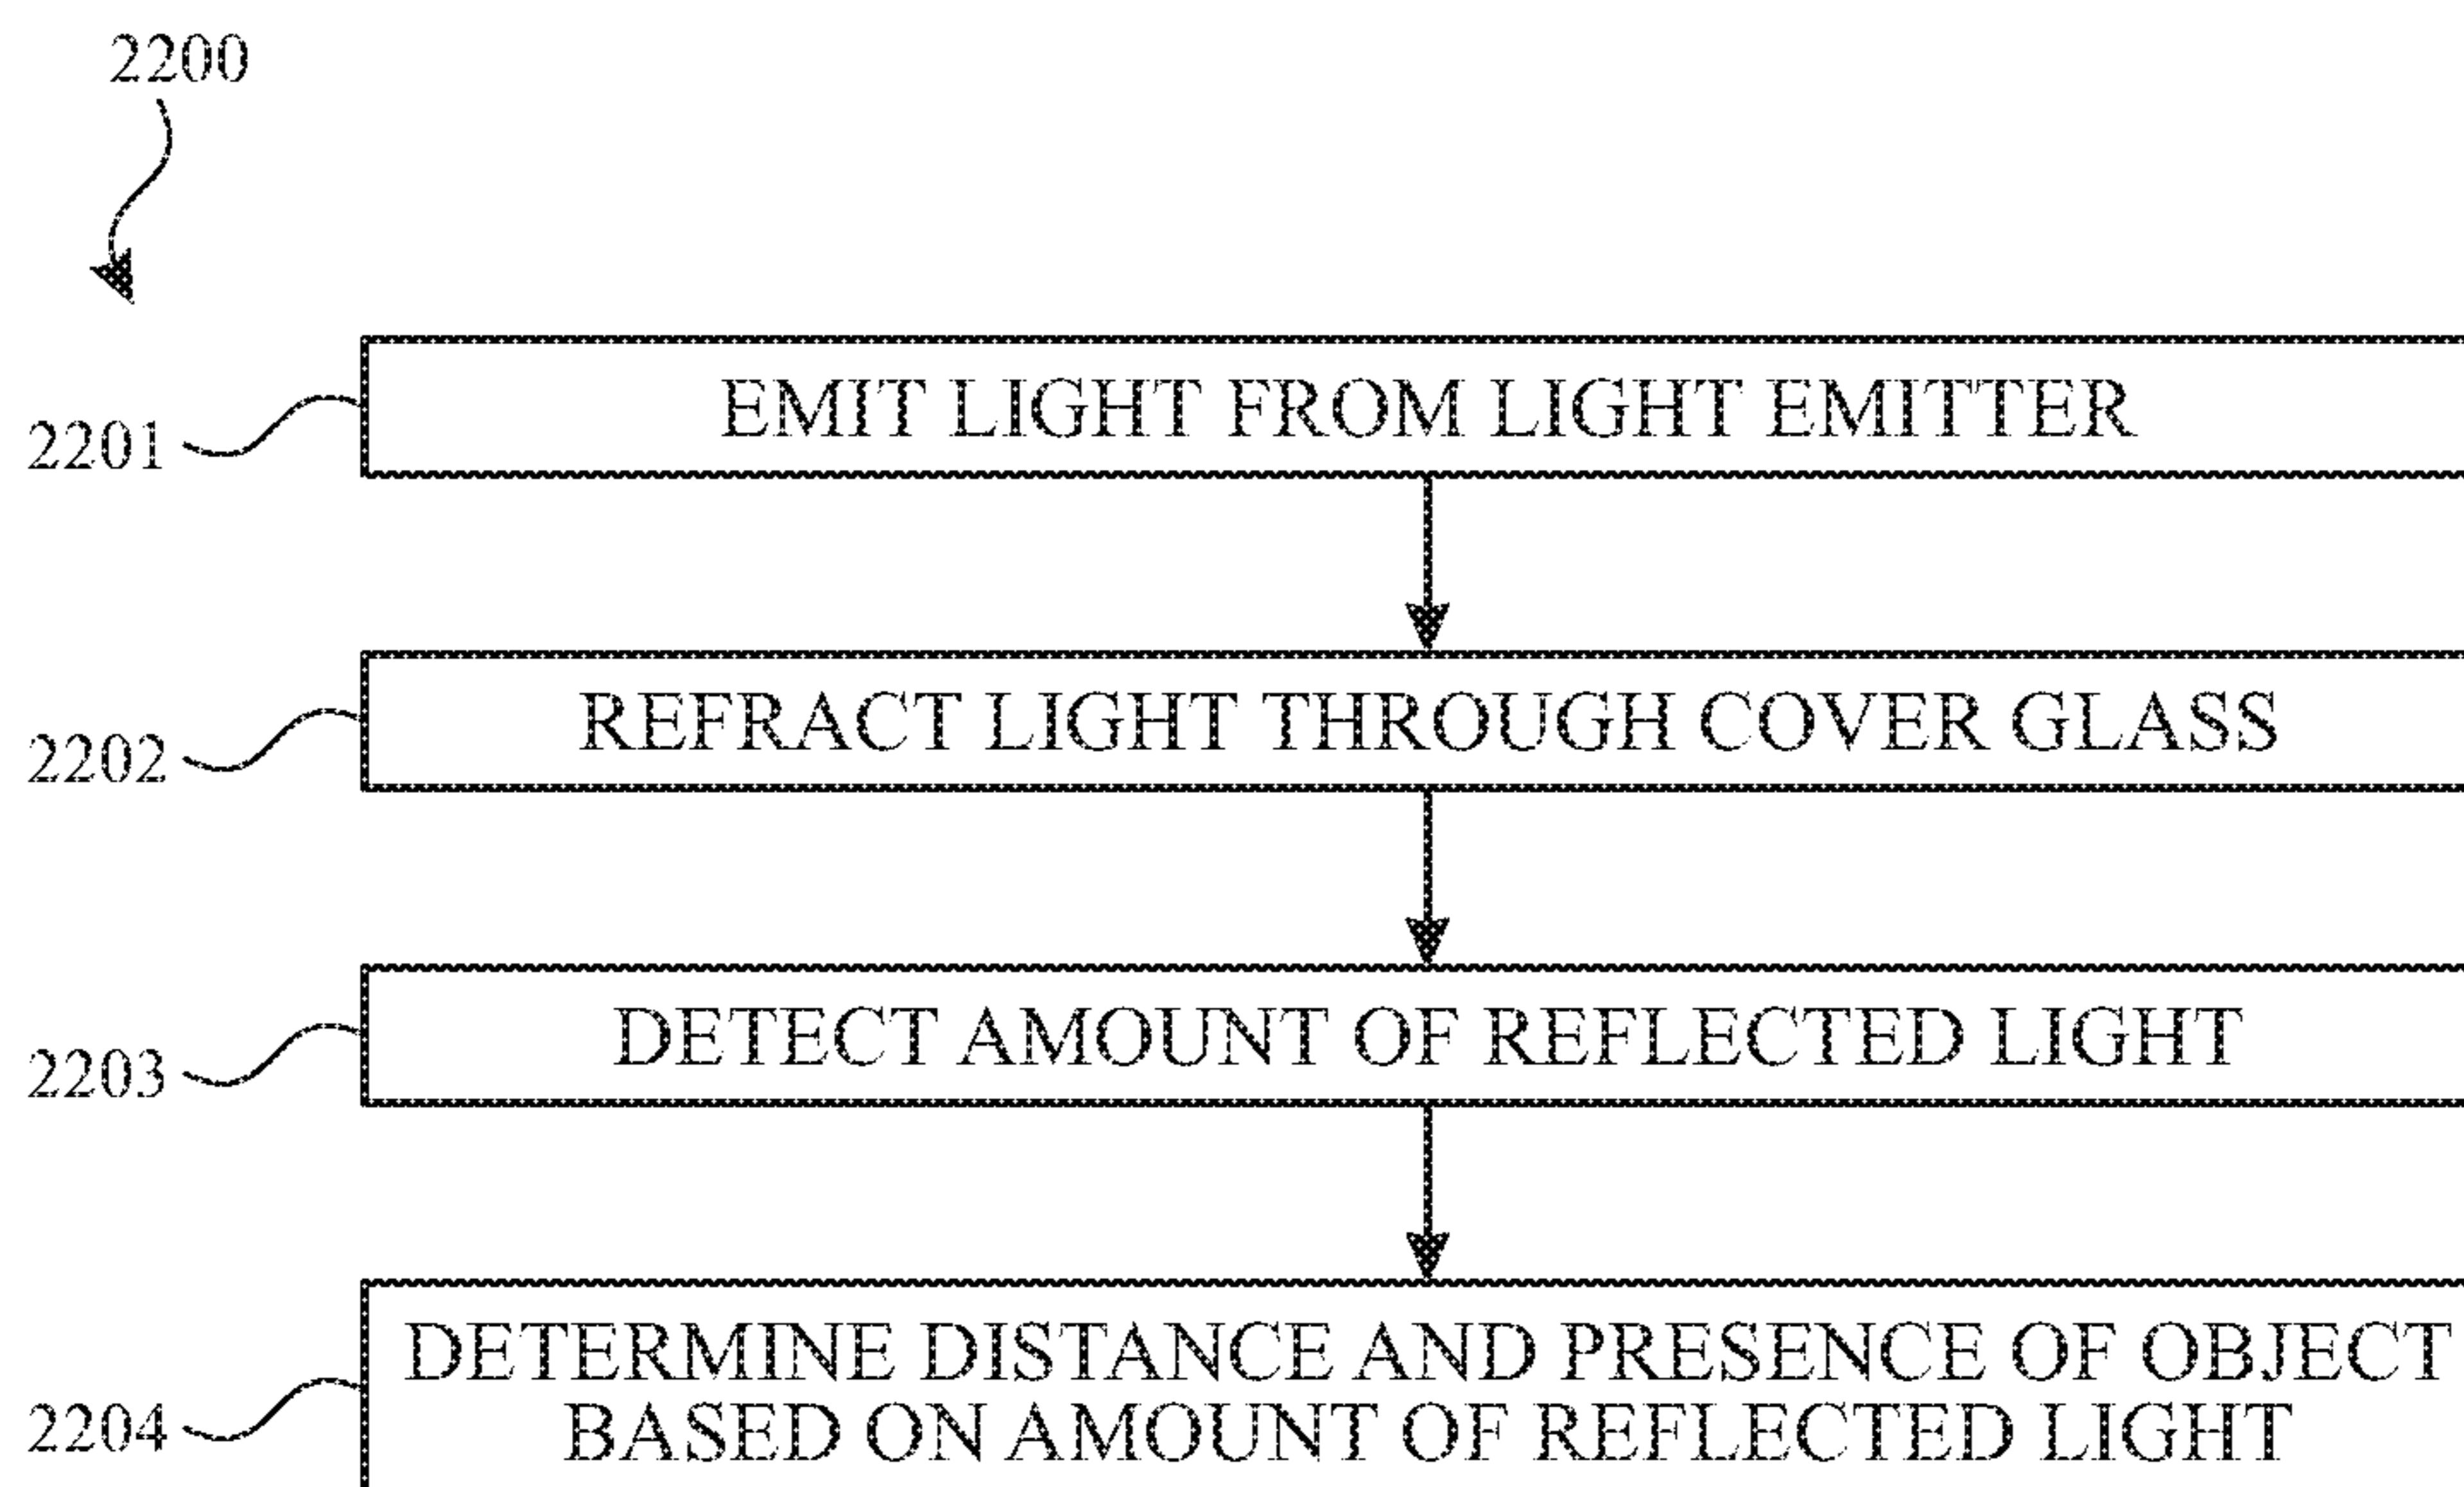 2200
2201
EMIT LIGHT FROM LIGHT EMITTER
2202
REFRACT LIGHT THROUGH COVER GLASS
2203
DETECT AMOUNT OF REFLECTED LIGHT
2204
DETERMINE DISTANCE AND PRESENCE OF OBJECT
BASED ON AMOUNT OF REFLECTED LIGHT